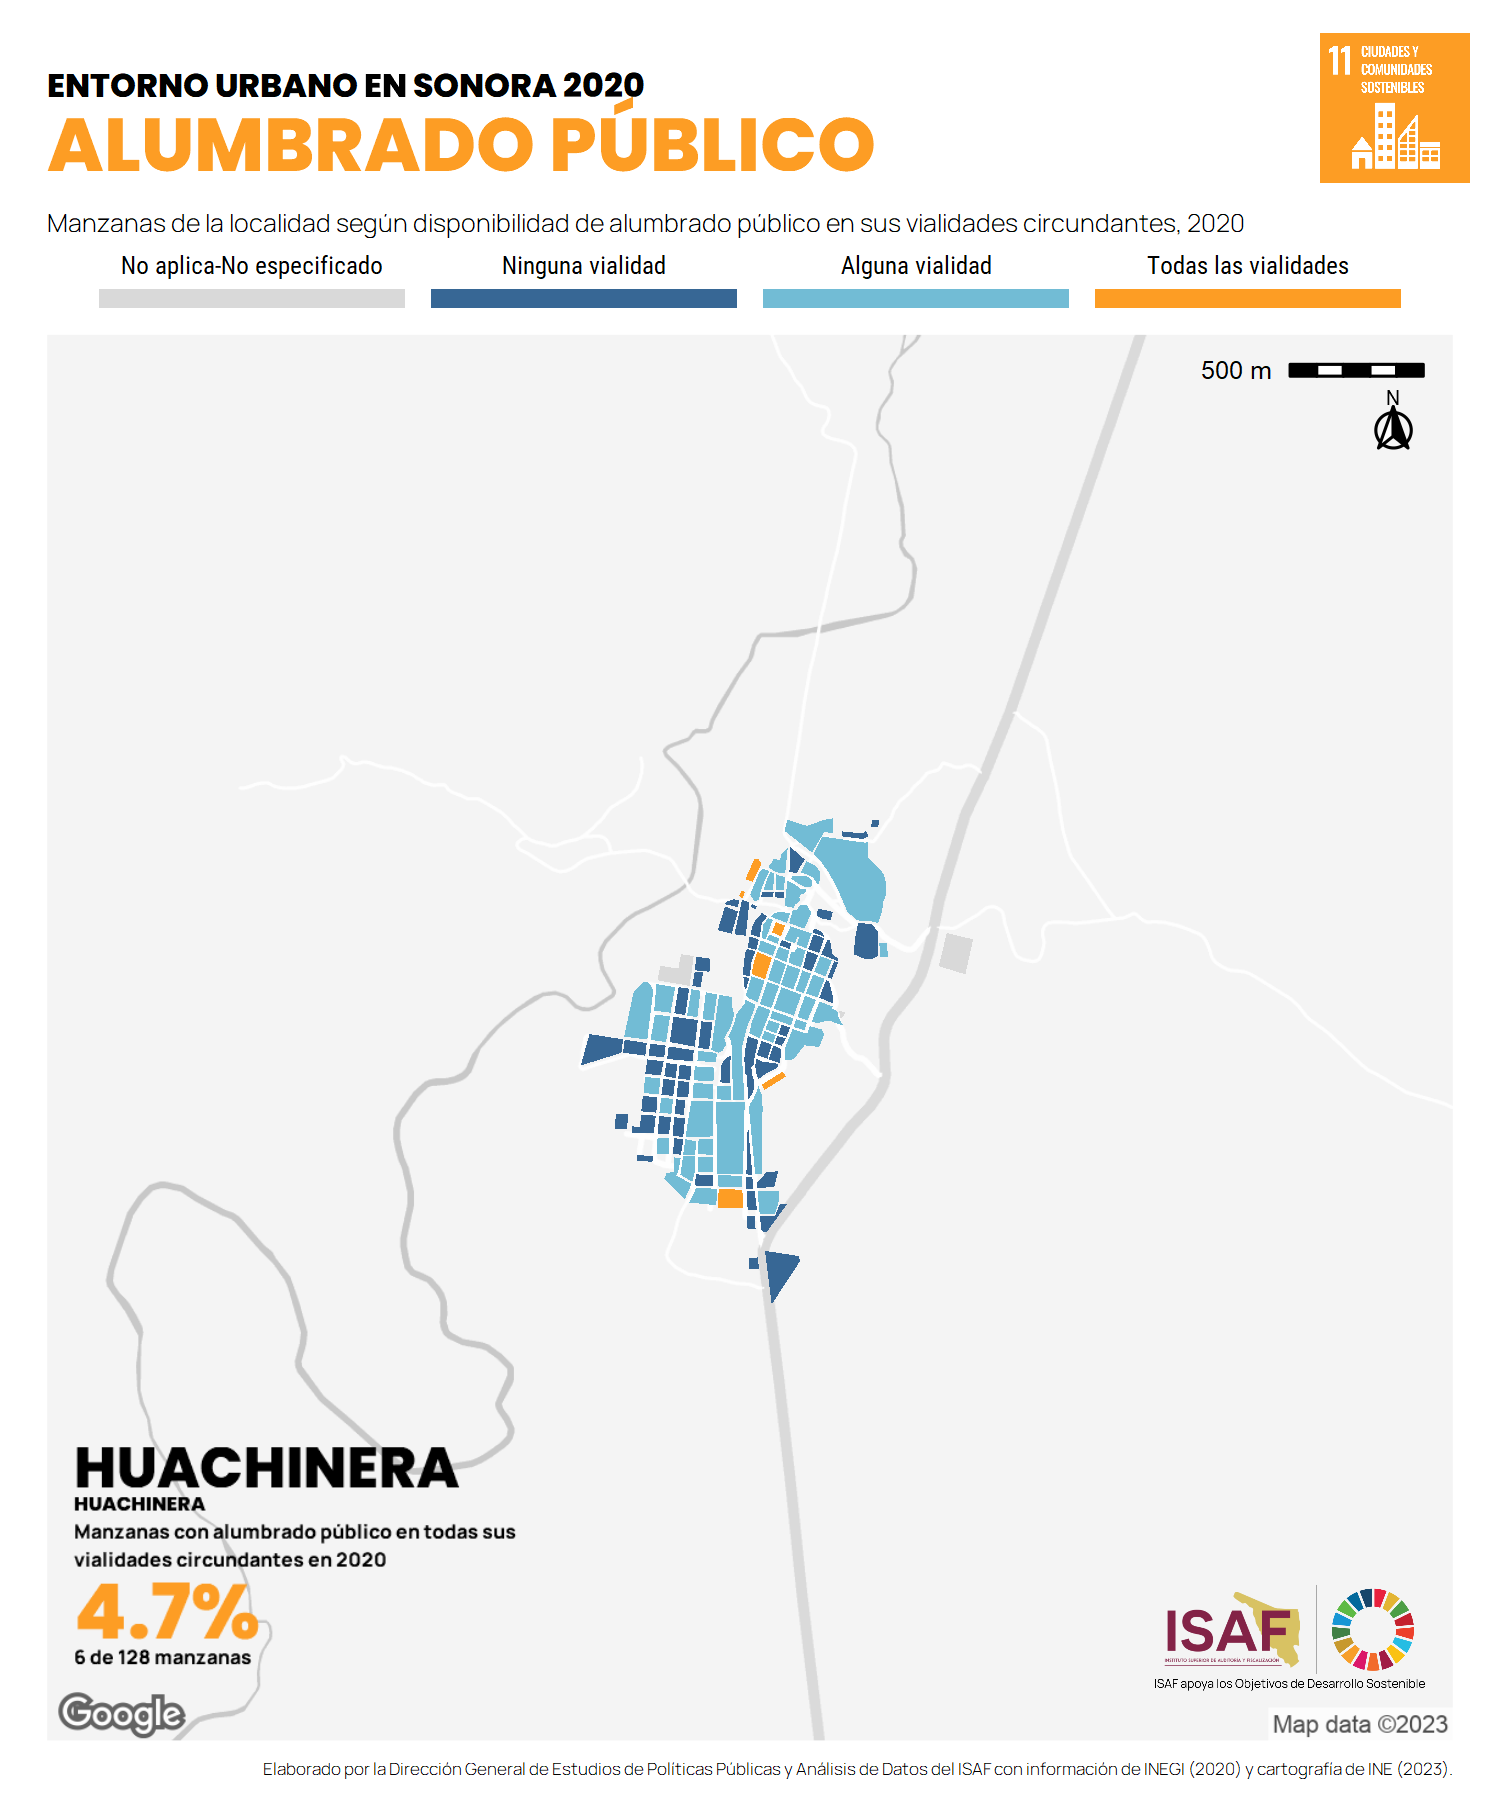 ENTORNO URBANO EN SONORA 2020
ALUMBRADO PÚBLICO
11 CIUDADES Y
COMUNIDADES
SOSTENIBLES
Manzanas de la localidad según disponibilidad de alumbrado público en sus vialidades circundantes, 2020
No aplica-No especificado
Ninguna vialidad
Alguna vialidad
Todas las vialidades
500 m
N
HUACHINERA
HUACHINERA
Manzanas con alumbrado público en todas sus
vialidades circundantes en 2020
4.7%
6 de 128 manzanas
ISAF
INSTITUTO SUPERIOR DE AUDITORÍA Y FISCALIZACIÓN
ISAF apoya los Objetivos de Desarrollo Sostenible
Google
Map data ©2023
Elaborado por la Dirección General de Estudios de Políticas Públicas y Análisis de Datos del ISAF con información de INEGI (2020) y cartografía de INE (2023).